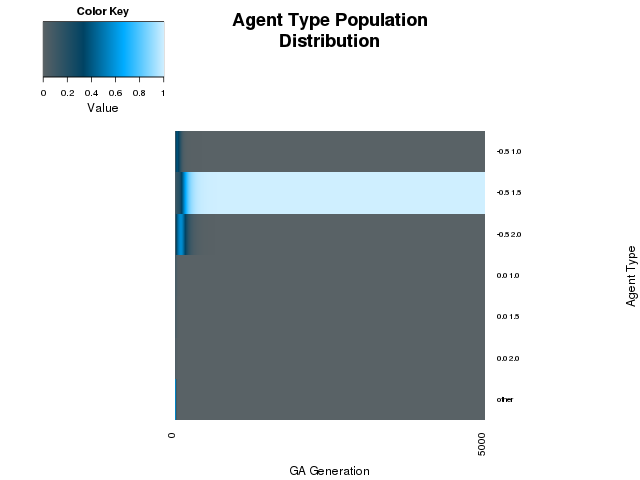 Color Key
0 0.2 0.4 0.6 0.8 1
Value
Agent Type Population
Distribution
-0.5 1.0
-0.5 1.5
-0.5 2.0
0.0 1.0
0.0 1.5
0.0 2.0
other
Agent Type
0 5000
GA Generation